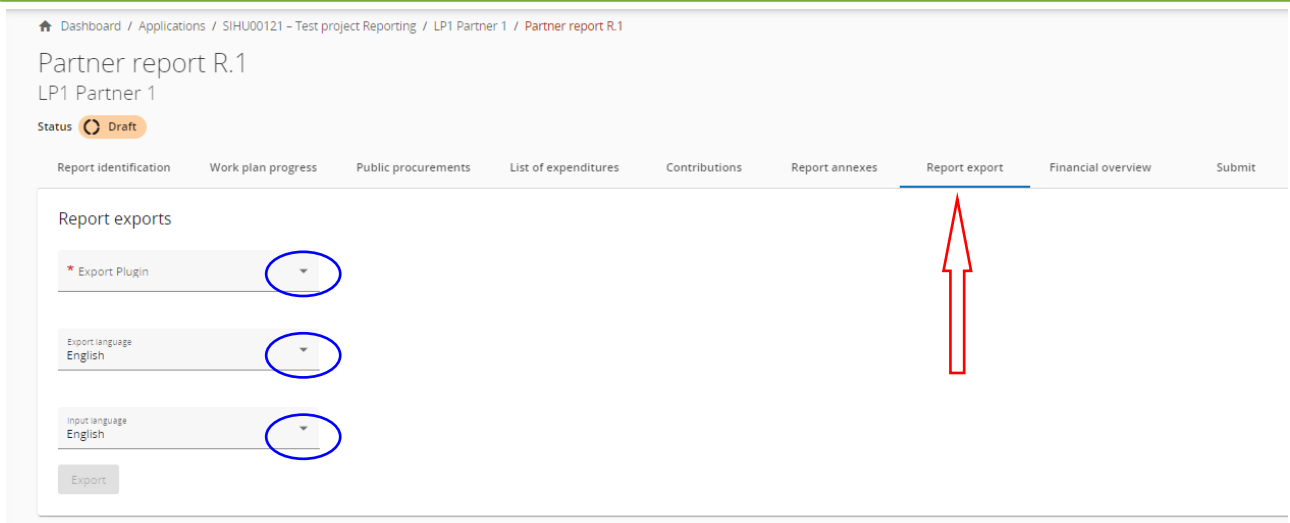 Dashboard / Applications / SIHU00121 – Test project Reporting / LP1 Partner 1 / Partner report R.1
Partner report R.1
LP1 Partner 1
Status Draft
Report identification Work plan progress Public procurements List of expenditures Contributions Report annexes Report export Financial overview Submit
Report exports
* Export Plugin
Export language
English
Input language
English
Export